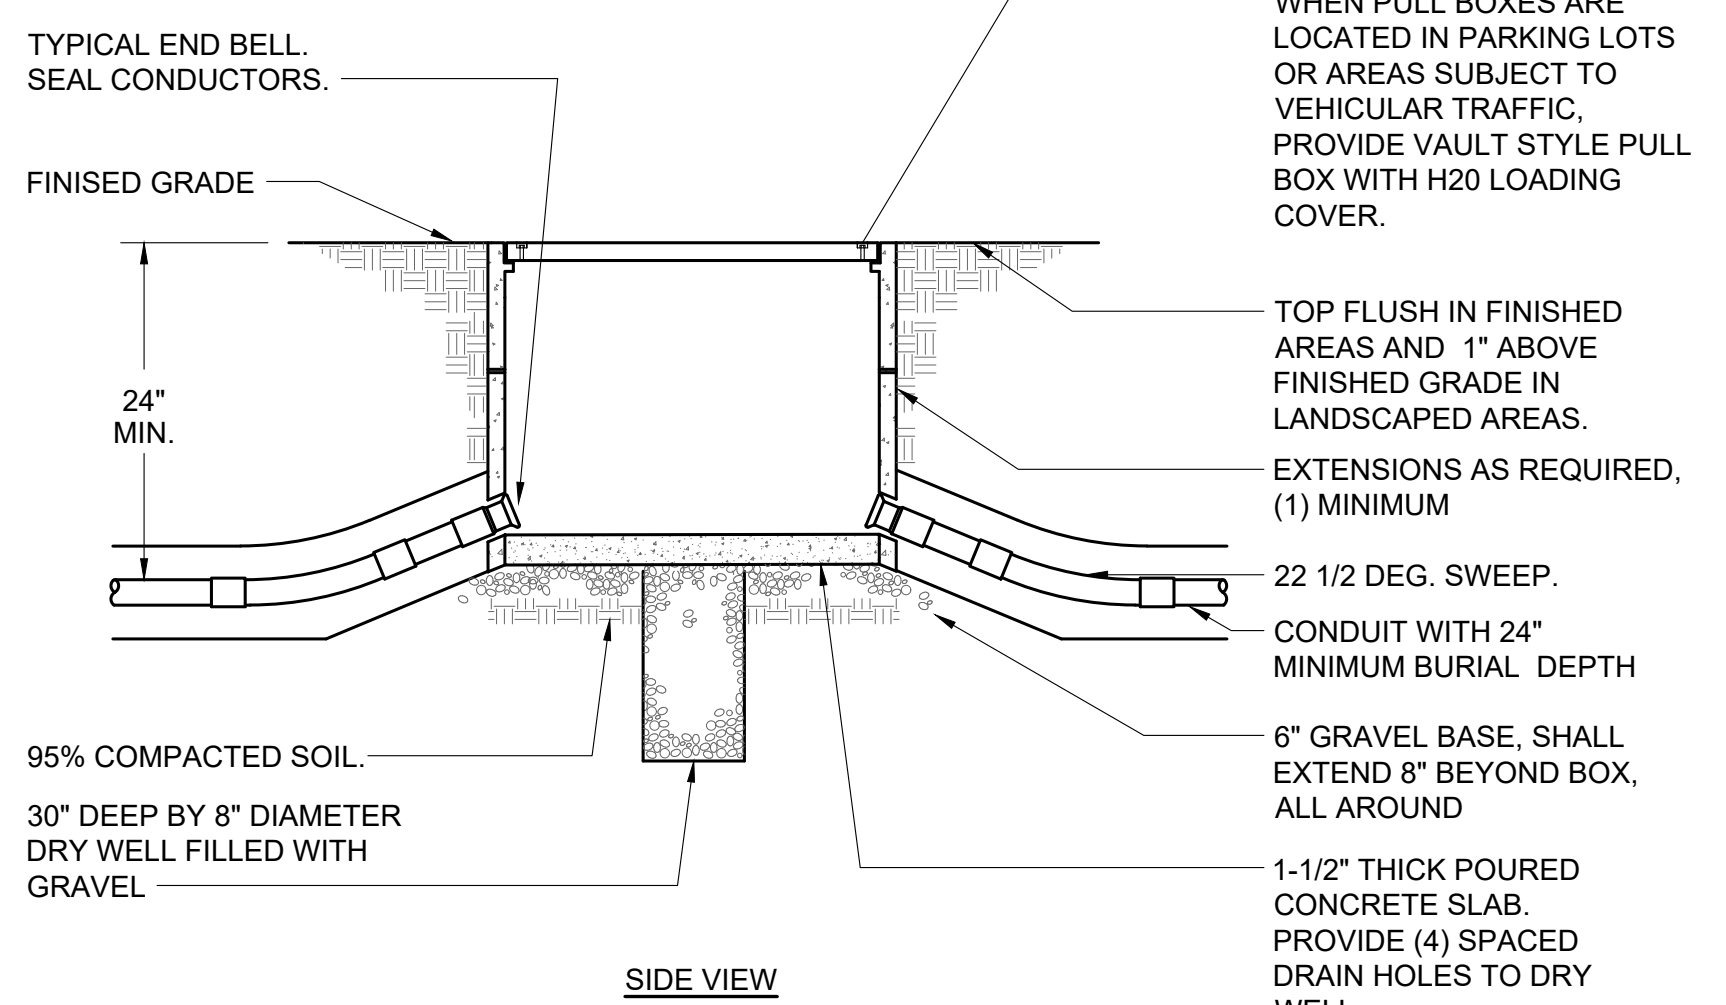 TYPICAL END BELL.
SEAL CONDUCTORS.
FINISED GRADE
24"
MIN.
95% COMPACTED SOIL.
30" DEEP BY 8" DIAMETER
DRY WELL FILLED WITH
GRAVEL
SIDE VIEW
WHEN PULL BOXES ARE
LOCATED IN PARKING LOTS
OR AREAS SUBJECT TO
VEHICULAR TRAFFIC,
PROVIDE VAULT STYLE PULL
BOX WITH H20 LOADING
COVER.
TOP FLUSH IN FINISHED
AREAS AND 1" ABOVE
FINISHED GRADE IN
LANDSCAPED AREAS.
EXTENSIONS AS REQUIRED,
(1) MINIMUM
22 1/2 DEG. SWEEP.
CONDUIT WITH 24"
MINIMUM BURIAL DEPTH
6" GRAVEL BASE, SHALL
EXTEND 8" BEYOND BOX,
ALL AROUND
1-1/2" THICK POURED
CONCRETE SLAB.
PROVIDE (4) SPACED
DRAIN HOLES TO DRY